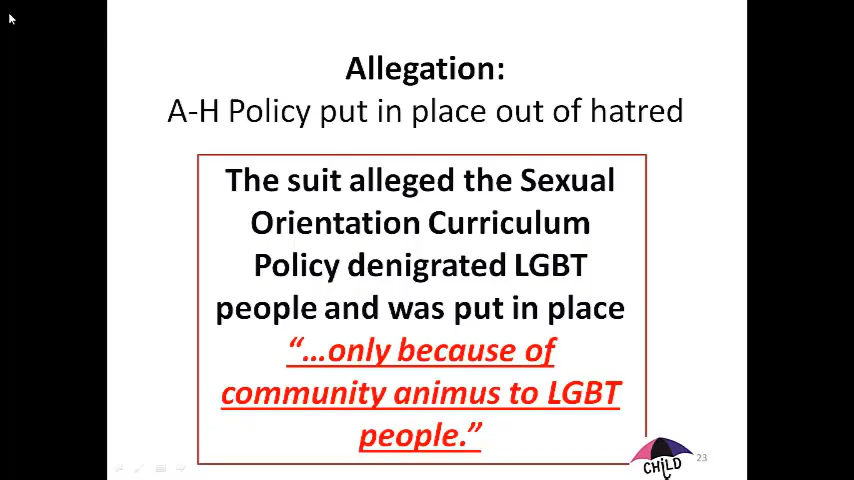 Allegation:
A-H Policy put in place out of hatred
The suit alleged the Sexual
Orientation Curriculum
Policy denigrated LGBT
people and was put in place
“…only because of
community animus to LGBT
people.”
CHiLD
23